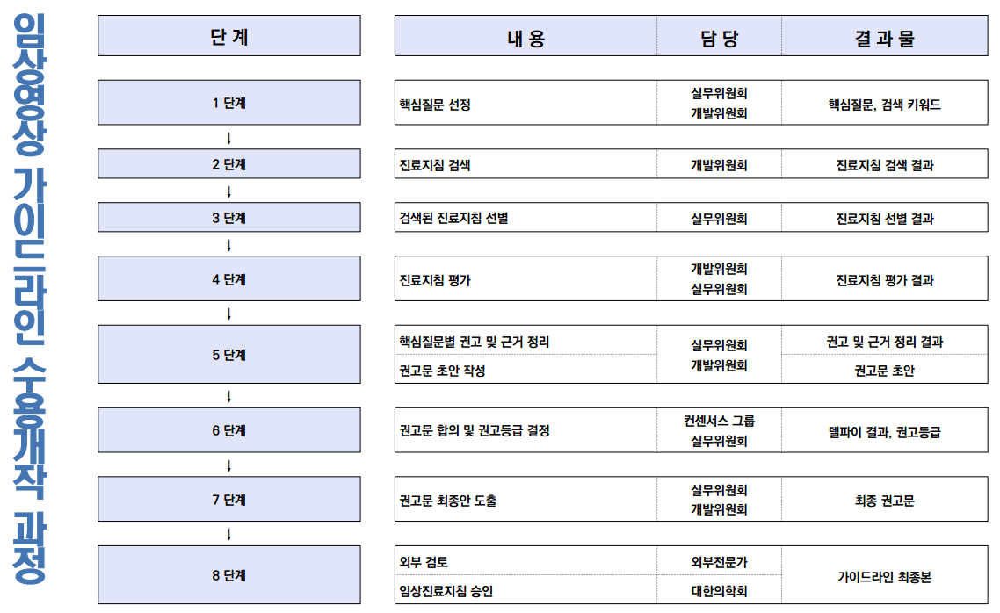 임상영상 가이드라인 수용개작 과정
단 계
내 용
담 당
결 과 물
1 단계
핵심질문 선정
실무위원회
개발위원회
핵심질문, 검색 키워드
↓
2 단계
진료지침 검색
개발위원회
진료지침 검색 결과
↓
3 단계
검색된 진료지침 선별
실무위원회
진료지침 선별 결과
↓
4 단계
진료지침 평가
개발위원회
실무위원회
진료지침 평가 결과
↓
5 단계
핵심질문별 권고 및 근거 정리
권고문 초안 작성
실무위원회
개발위원회
권고 및 근거 정리 결과
권고문 초안
↓
6 단계
권고문 합의 및 권고등급 결정
컨센서스 그룹
실무위원회
델파이 결과, 권고등급
↓
7 단계
권고문 최종안 도출
실무위원회
개발위원회
최종 권고문
↓
8 단계
외부 검토
외부전문가
임상진료지침 승인
대한의학회
가이드라인 최종본